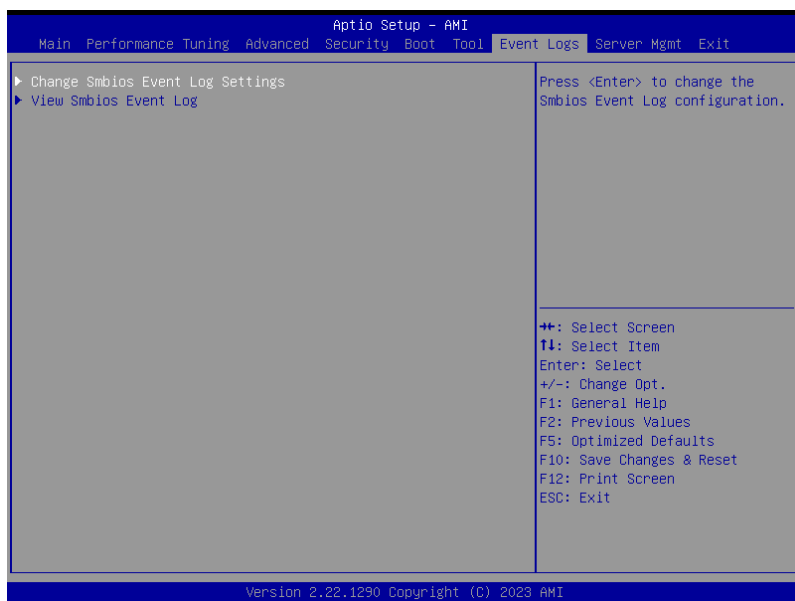 Aptio Setup – AMI
Main Performance Tuning Advanced Security Boot Tool Event Logs Server Mgmt Exit
▶ Change Smbios Event Log Settings
▶ View Smbios Event Log
Press <Enter> to change the
Smbios Event Log configuration.
→←: Select Screen
↑↓: Select Item
Enter: Select
+/-: Change Opt.
F1: General Help
F2: Previous Values
F5: Optimized Defaults
F10: Save Changes & Reset
F12: Print Screen
ESC: Exit
Version 2.22.1290 Copyright (C) 2023 AMI